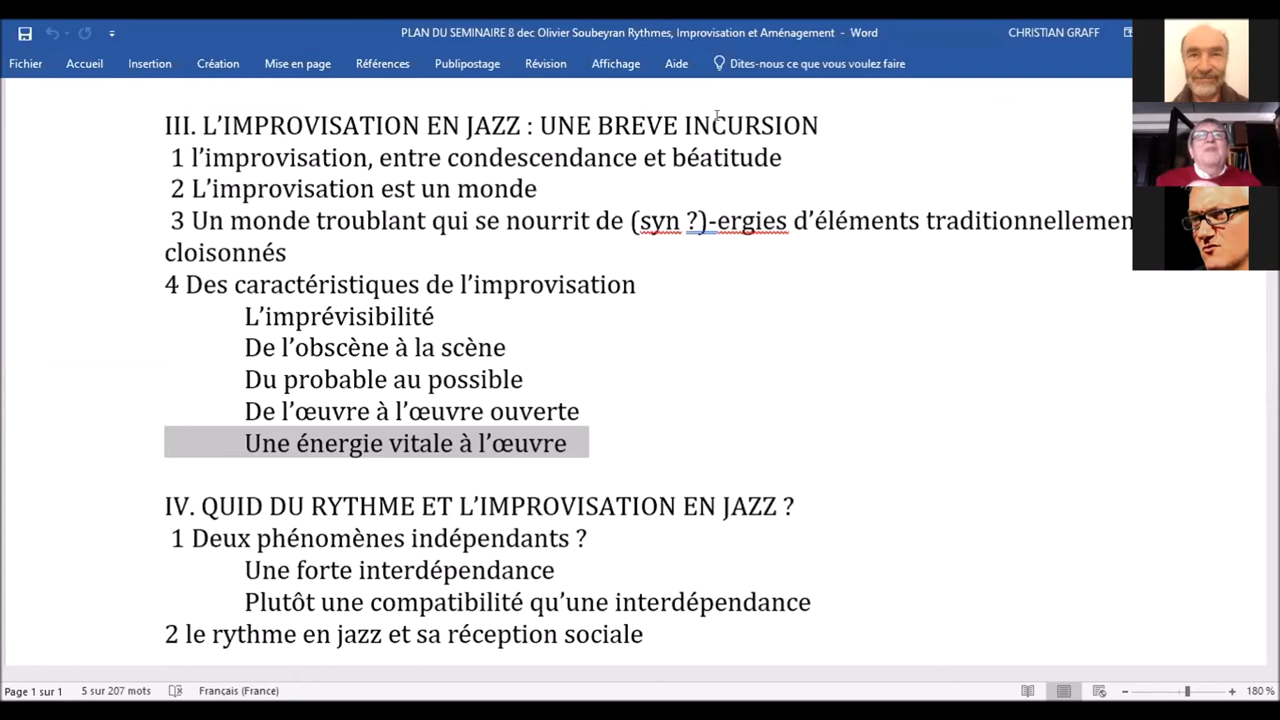 PLAN DU SEMINAIRE 8 dec Olivier Soubeyran Rythmes, Improvisation et Aménagement - Word
CHRISTIAN GRAFF
Fichier Accueil Insertion Création Mise en page Références Publipostage Révision Affichage Aide Dites-nous ce que vous voulez faire
III. L’IMPROVISATION EN JAZZ : UNE BREVE INCURSION
1 l’improvisation, entre condescendance et béatitude
2 L’improvisation est un monde
3 Un monde troublant qui se nourrit de (syn ?)-ergies d’éléments traditionnellemen
cloisonnés
4 Des caractéristiques de l’improvisation
L’imprévisibilité
De l’obscène à la scène
Du probable au possible
De l’œuvre à l’œuvre ouverte
Une énergie vitale à l’œuvre
IV. QUID DU RYTHME ET L’IMPROVISATION EN JAZZ ?
1 Deux phénomènes indépendants ?
Une forte interdépendance
Plutôt une compatibilité qu’une interdépendance
2 le rythme en jazz et sa réception sociale
Page 1 sur 1 5 sur 207 mots Français (France) 180 %